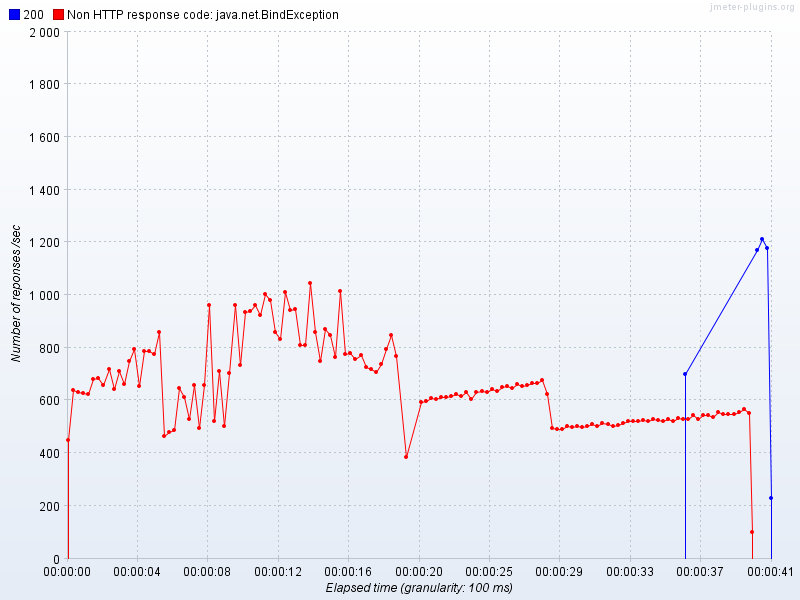 200 Non HTTP response code: java.net.BindException
jmeter-plugins.org
2 000
1 800
1 600
1 400
1 200
1 000
800
600
400
200
0
Number of reponses /sec
00:00:00 00:00:04 00:00:08 00:00:12 00:00:16 00:00:20 00:00:25 00:00:29 00:00:33 00:00:37 00:00:41
Elapsed time (granularity: 100 ms)